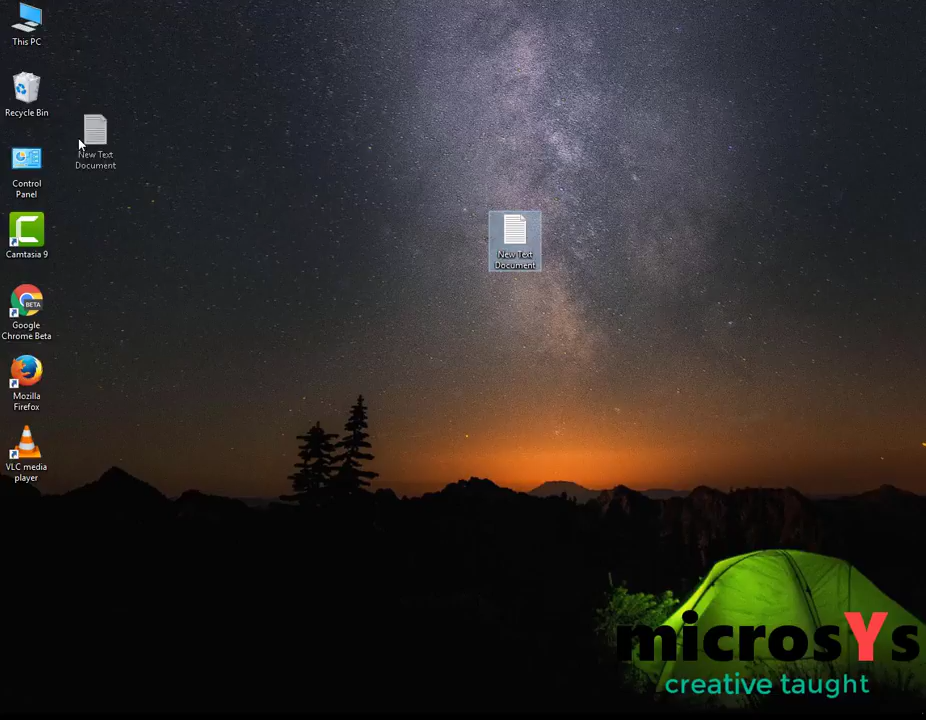 This PC
Recycle Bin
New Text
Document
Control
Panel
Camtasia 9
New Text
Document
BETA
Google
Chrome Beta
Mozilla
Firefox
VLC media
player
microsYs
creative taught